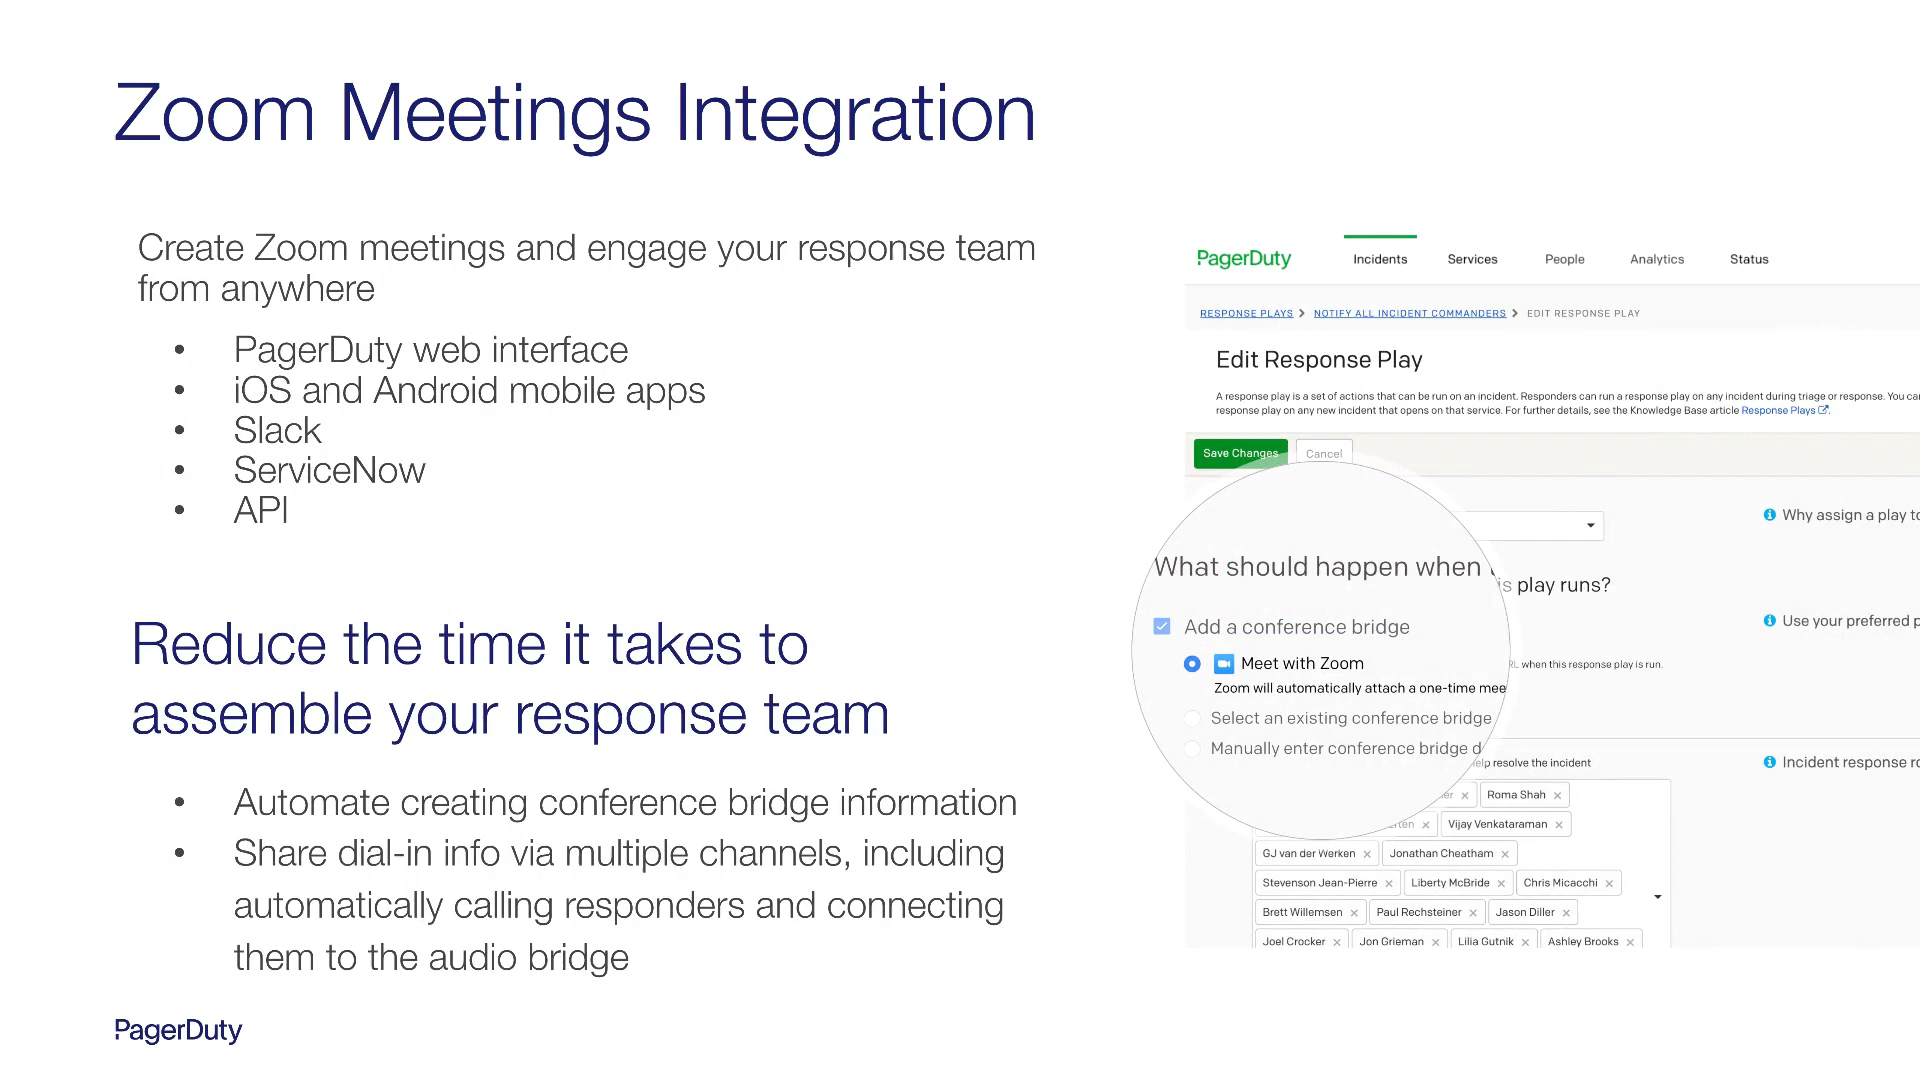 Zoom Meetings Integration
Create Zoom meetings and engage your response team
from anywhere
• PagerDuty web interface
• iOS and Android mobile apps
• Slack
• ServiceNow
• API
Reduce the time it takes to
assemble your response team
• Automate creating conference bridge information
• Share dial-in info via multiple channels, including
automatically calling responders and connecting
them to the audio bridge
PagerDuty
PagerDuty Incidents Services People Analytics Status
RESPONSE PLAYS > NOTIFY ALL INCIDENT COMMANDERS > EDIT RESPONSE PLAY
Edit Response Play
A response play is a set of actions that can be run on an incident. Responders can run a response play on any incident during triage or response. You
response play on any new incident that opens on that service. For further details, see the Knowledge Base article Response Plays.
Save Changes Cancel
Why assign a play
What should happen when
is play runs?
Add a conference bridge
Use your preferred
Meet with Zoom
when this response play is run.
Zoom will automatically attach a one-time
Select an existing conference bridge
Manually enter conference bridge
resolve the incident
Incident response
Roma Shah ×
Vijay Venkataraman ×
GJ van der Werken × Jonathan Cheatham ×
Stevenson Jean-Pierre × Liberty McBride × Chris Micacchi ×
Brett Willemsen × Paul Rechsteiner × Jason Diller ×
Joel Crocker × Jon Grieman × Lilia Gutnik × Ashley Brooks ×